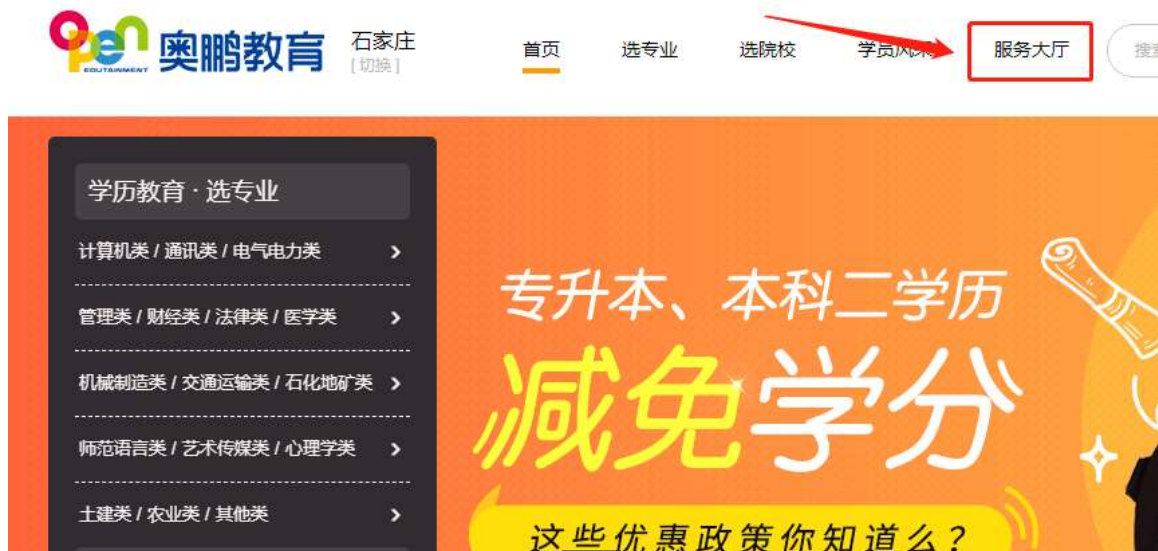 open 奥鹏教育
EDUTAINMENT
石家庄
[切换]
首页 选专业 选院校 学员风采 服务大厅
学历教育·选专业
计算机类 / 通讯类 / 电气电力类
管理类 / 财经类 / 法律类 / 医学类
机械制造类 / 交通运输类 / 石化地矿类
师范语言类 / 艺术传媒类 / 心理学类
土建类 / 农业类 / 其他类
专升本、本科二学历
减免学分
这些优惠政策你知道么?